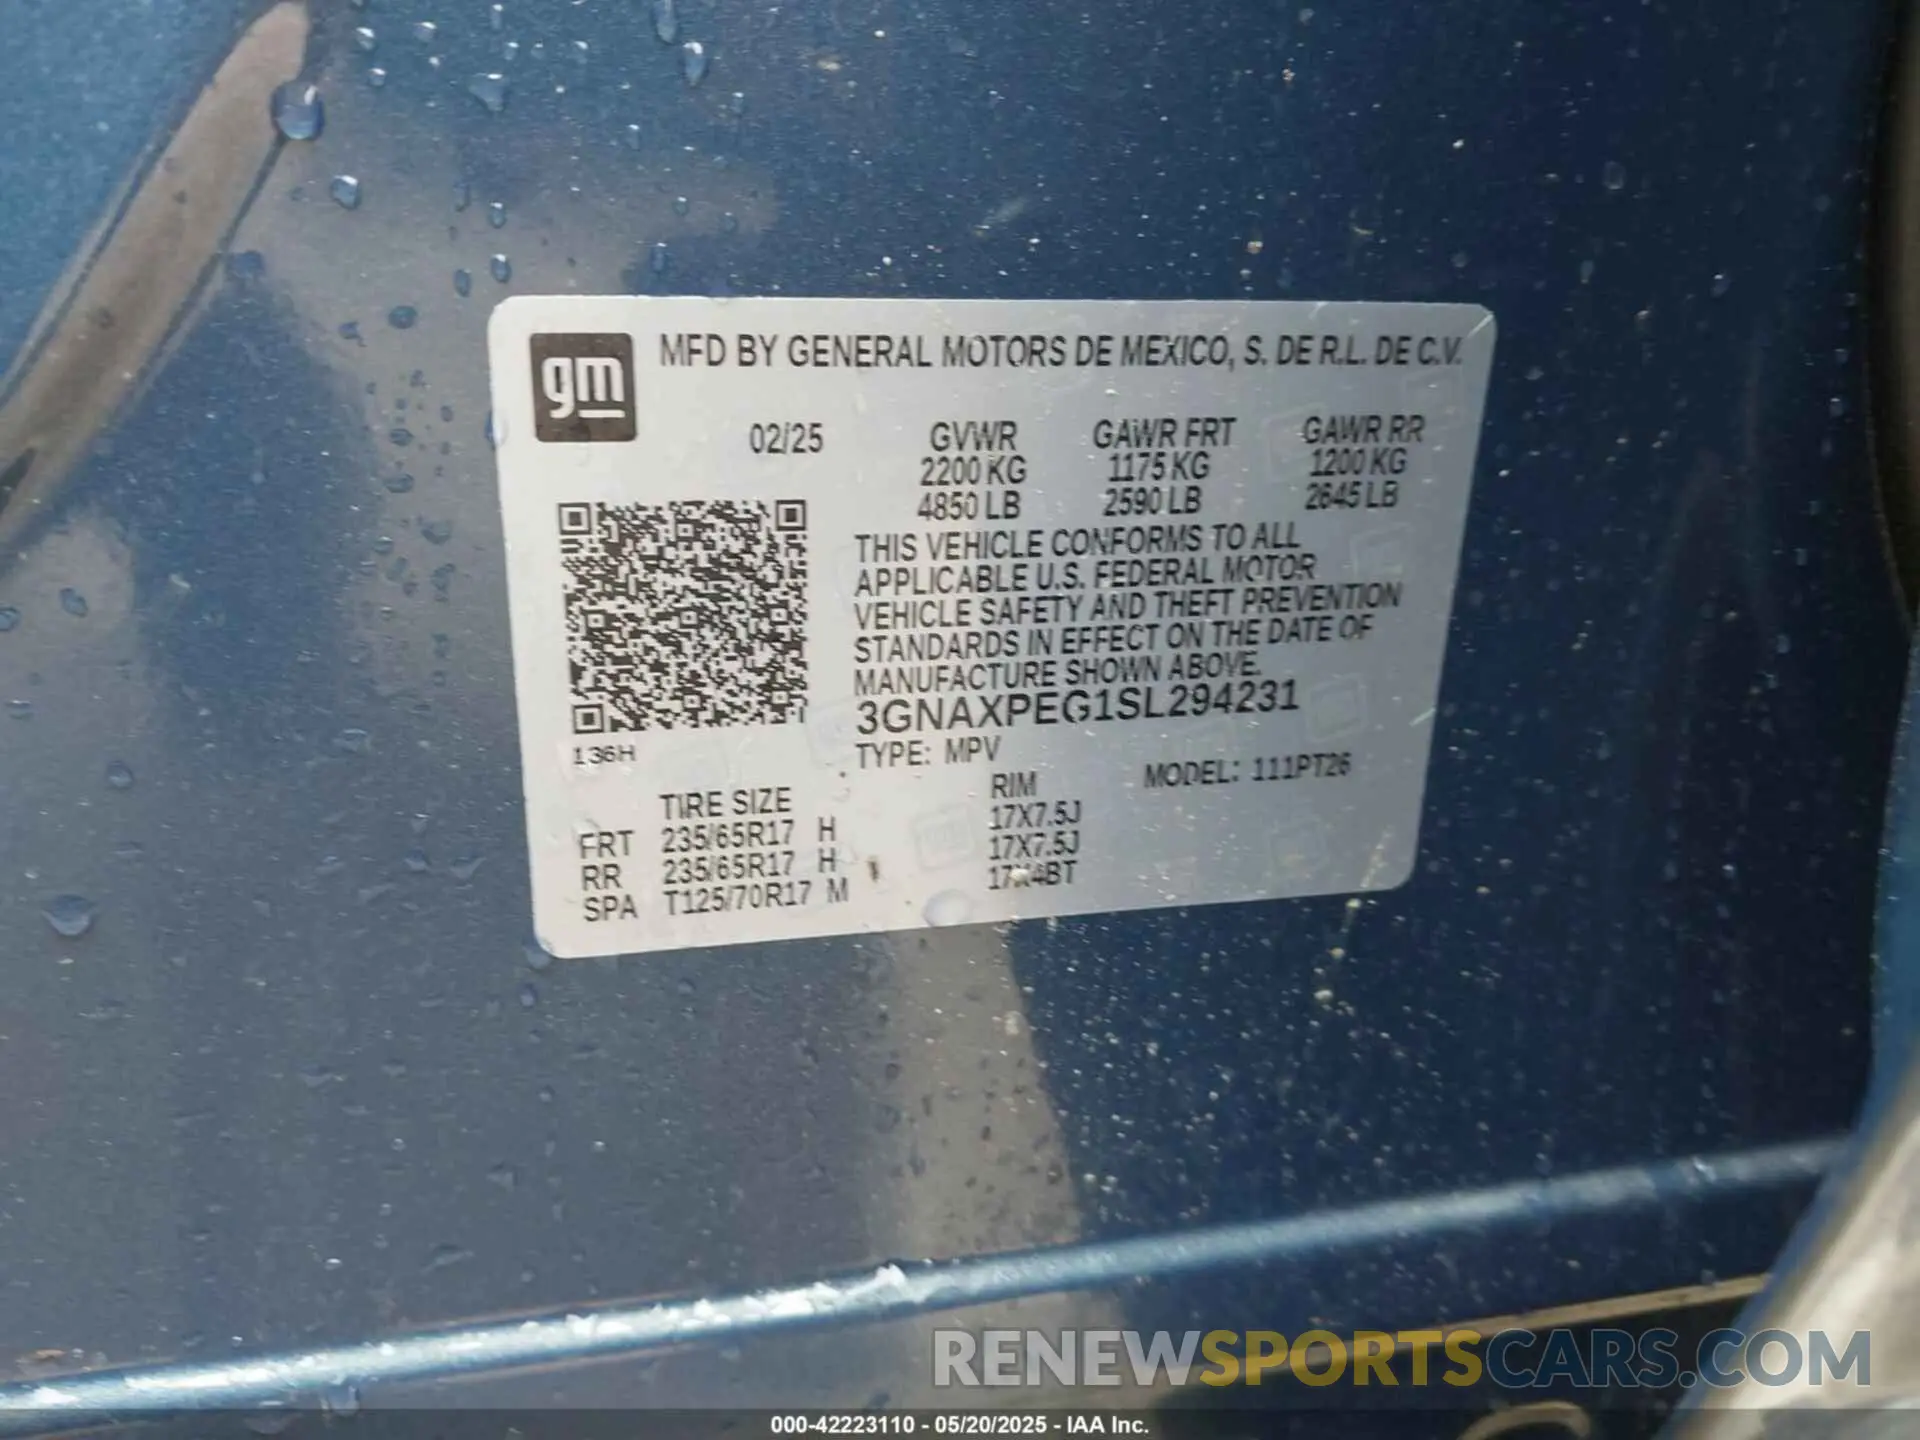 gm
MFD BY GENERAL MOTORS DE MEXICO, S. DE R.L. DE C.V.
02/25 GVWR GAWR FRT GAWR RR
2200 KG 1175 KG 1200 KG
4850 LB 2590 LB 2645 LB
THIS VEHICLE CONFORMS TO ALL
APPLICABLE U.S. FEDERAL MOTOR
VEHICLE SAFETY AND THEFT PREVENTION
STANDARDS IN EFFECT ON THE DATE OF
MANUFACTURE SHOWN ABOVE.
3GNAXPEG1SL294231
136H
TYPE: MPV MODEL: 111PT26
TIRE SIZE RIM
FRT 235/65R17 H 17X7.5J
RR 235/65R17 H 17X7.5J
SPA T125/70R17 M 17X4BT
RENEWSPORTSCARS.COM
000-42223110 - 05/20/2025 - IAA Inc.